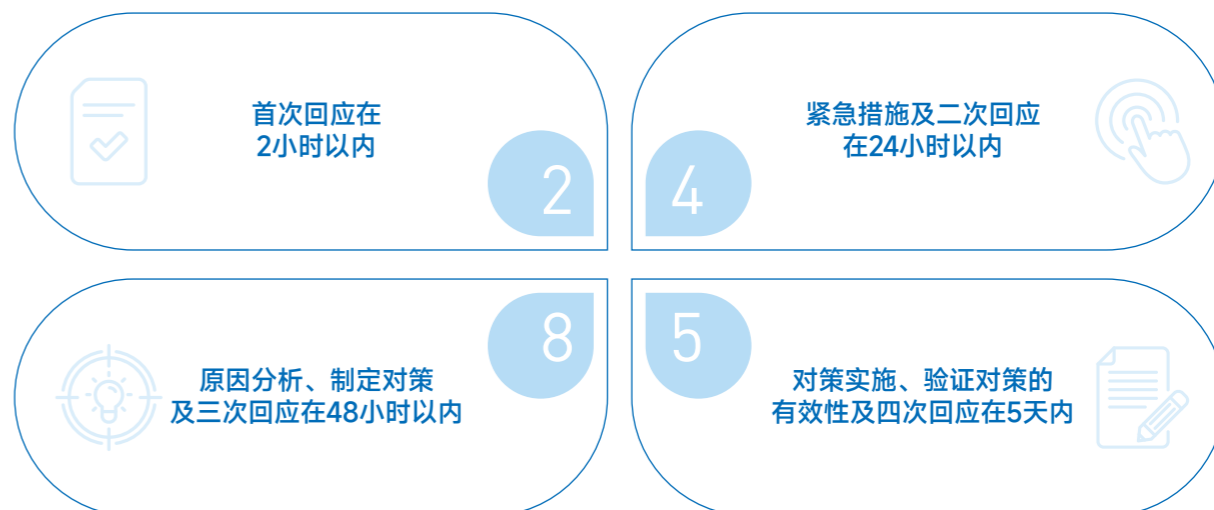 首次回应在
2小时以内
2
紧急措施及二次回应
在24小时以内
4
原因分析、制定对策
及三次回应在48小时以内
8
对策实施、验证对策的
有效性及四次回应在5天内
5